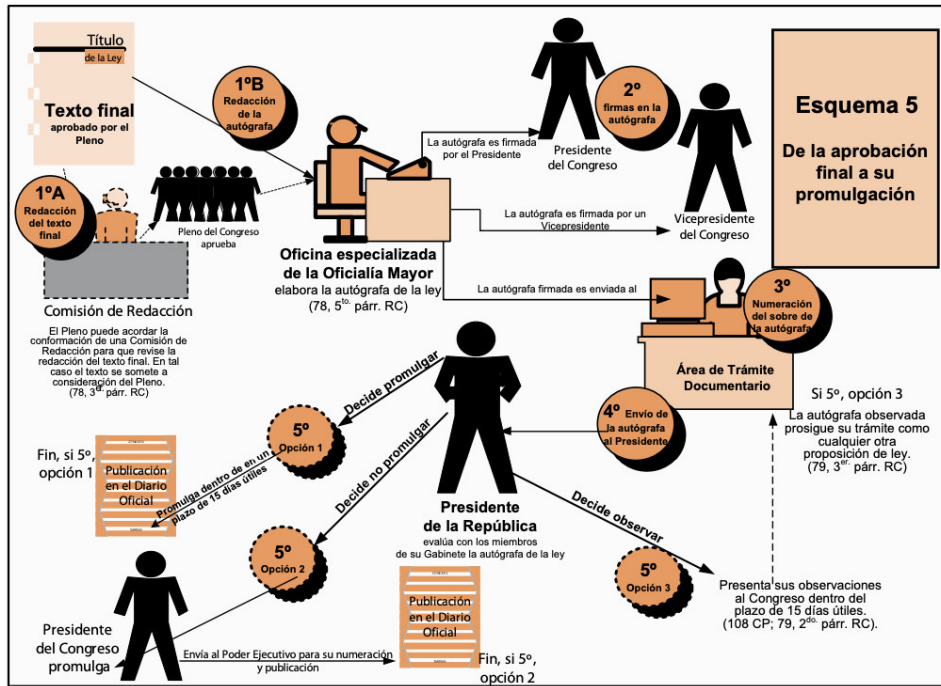 Título
de la Ley
Texto final
aprobado por el
Pleno
1ºA
Redacción
del texto
final
Pleno del Congreso
aprueba
Comisión de Redacción
El Pleno puede acordar la
conformación de una Comisión de
Redacción para que revise la
redacción del texto final. En tal
caso el texto se somete a
consideración del Pleno.
(78, 3er. párr. RC)
1ºB
Redacción
de la
autógrafa
Oficina especializada
de la Oficialía Mayor
elabora la autógrafa de la ley
(78, 5to. párr. RC)
La autógrafa es firmada
por el Presidente
2º
firmas en la
autógrafa
Presidente
del Congreso
La autógrafa es firmada por un
Vicepresidente
Vicepresidente
del Congreso
Esquema 5
De la aprobación
final a su
promulgación
La autógrafa firmada es enviada al
3º
Numeración
del sobre de
la autógrafa
Área de Trámite
Documentario
4º Envío de
la autógrafa
al Presidente
Si 5º, opción 3
La autógrafa observada
prosigue su trámite como
cualquier otra
proposición de ley.
(79, 3er. párr. RC)
Presidente
de la República
evalúa con los miembros
de su Gabinete la autógrafa de la ley
Decide promulgar
5º
Opción 1
Promulga dentro de en un
plazo de 15 días útiles
Fin, si 5º,
opción 1
Publicación
en el Diario
Oficial
Decide no promulgar
5º
Opción 2
Presidente
del Congreso
promulga
Envía al Poder Ejecutivo para su numeración
y publicación
Publicación
en el Diario
Oficial
Fin, si 5º,
opción 2
Decide observar
5º
Opción 3
Presenta sus observaciones
al Congreso dentro del
plazo de 15 días útiles.
(108 CP; 79, 2do. párr. RC).